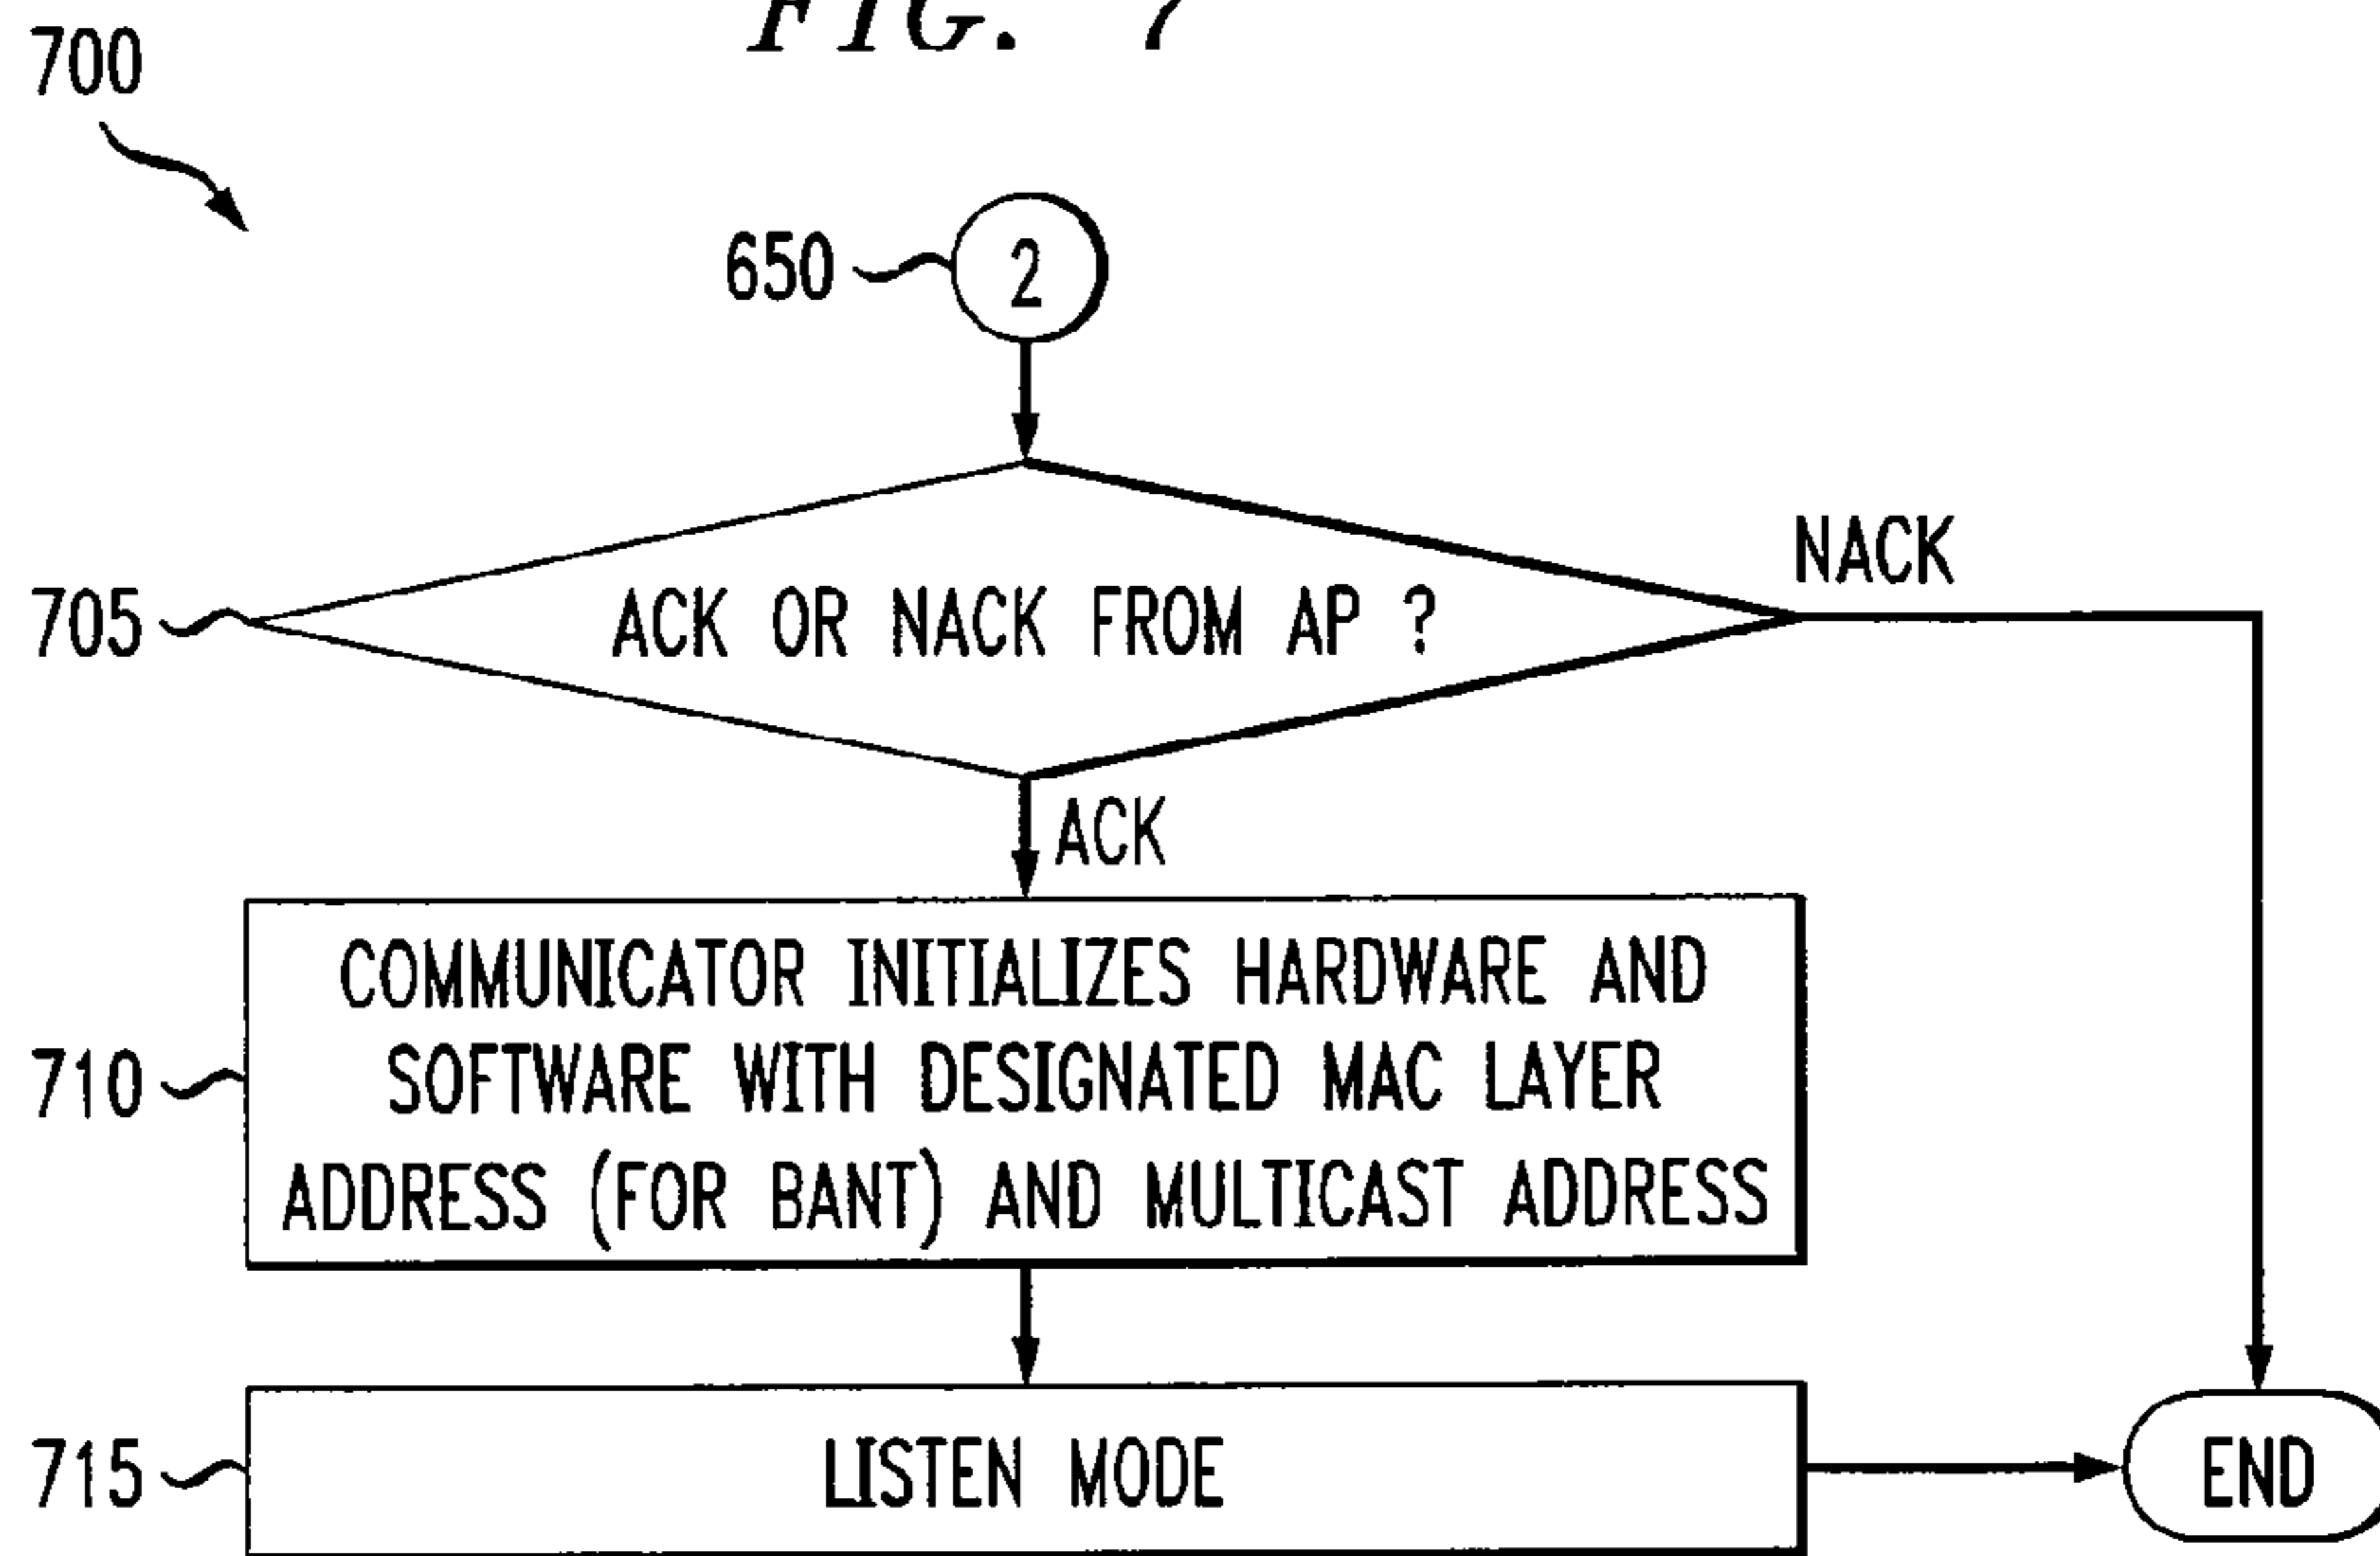 FIG. 7
700
650
2
705
ACK OR NACK FROM AP ?
NACK
ACK
710
COMMUNICATOR INITIALIZES HARDWARE AND
SOFTWARE WITH DESIGNATED MAC LAYER
ADDRESS (FOR BANT) AND MULTICAST ADDRESS
715
LISTEN MODE
END